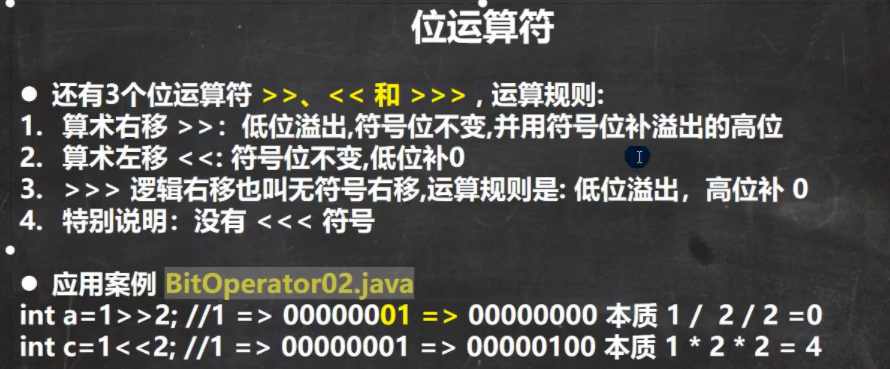 位运算符
● 还有3个位运算符 >>、<< 和 >>> , 运算规则:
1. 算术右移 >>：低位溢出,符号位不变,并用符号位补溢出的高位
2. 算术左移 <<: 符号位不变,低位补0
3. >>> 逻辑右移也叫无符号右移,运算规则是: 低位溢出，高位补 0
4. 特别说明：没有 <<< 符号
● 应用案例 BitOperator02.java
int a=1>>2; //1 => 00000001 => 00000000 本质 1 / 2 / 2 =0
int c=1<<2; //1 => 00000001 => 00000100 本质 1 * 2 * 2 = 4